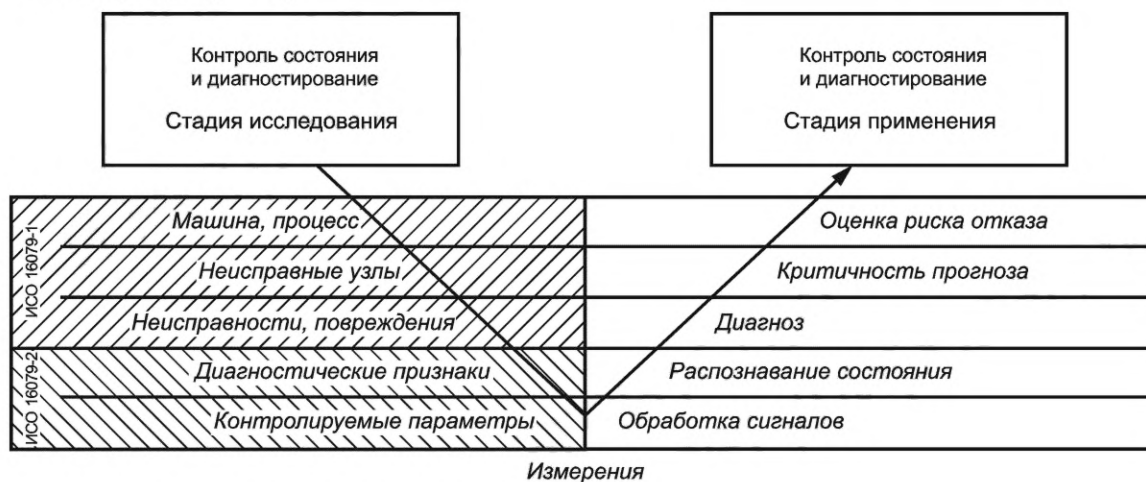 Контроль состояния
и диагностирование
Стадия исследования
Контроль состояния
и диагностирование
Стадия применения
ИСО 16079-1
Машина, процесс
Оценка риска отказа
Неисправные узлы
Критичность прогноза
Неисправности, повреждения
Диагноз
ИСО 16079-2
Диагностические признаки
Распознавание состояния
Контролируемые параметры
Обработка сигналов
Измерения